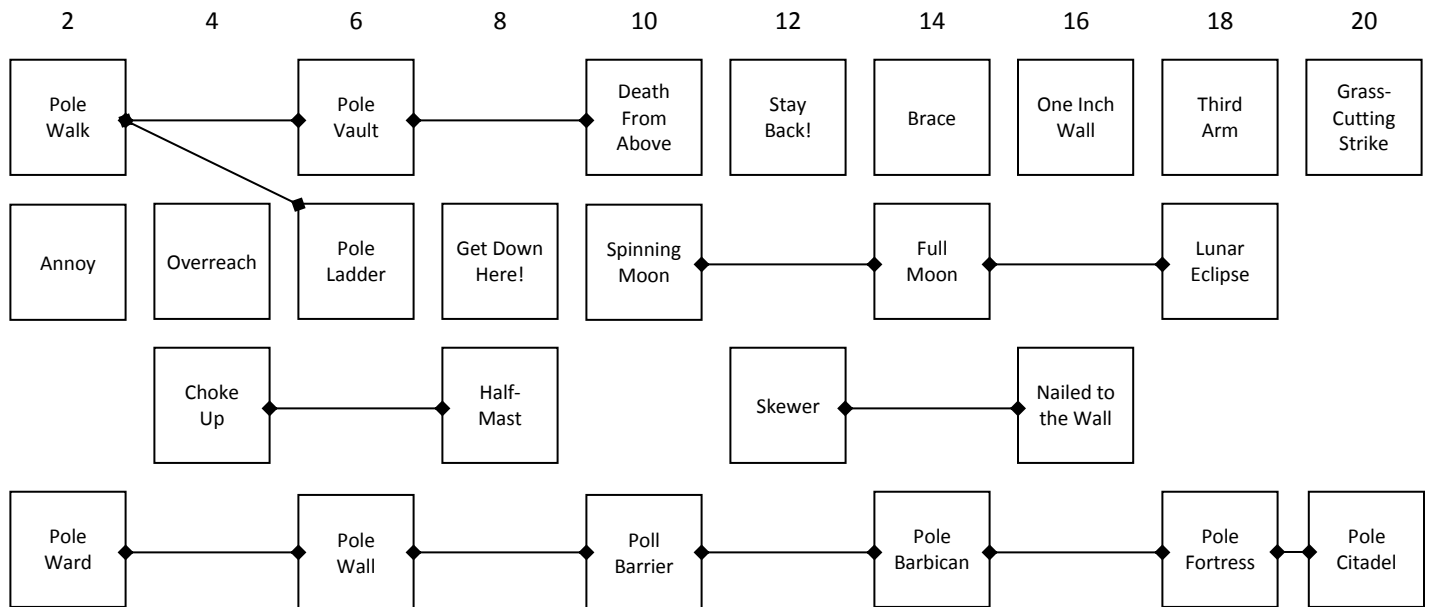 2 4 6 8 10 12 14 16 18 20
Pole
Walk
Pole
Vault
Death
From
Above
Stay
Back!
Brace
One Inch
Wall
Third
Arm
Grass-
Cutting
Strike
Annoy
Overreach
Pole
Ladder
Get Down
Here!
Spinning
Moon
Full
Moon
Lunar
Eclipse
Choke
Up
Half-
Mast
Skewer
Nailed to
the Wall
Pole
Ward
Pole
Wall
Poll
Barrier
Pole
Barbican
Pole
Fortress
Pole
Citadel